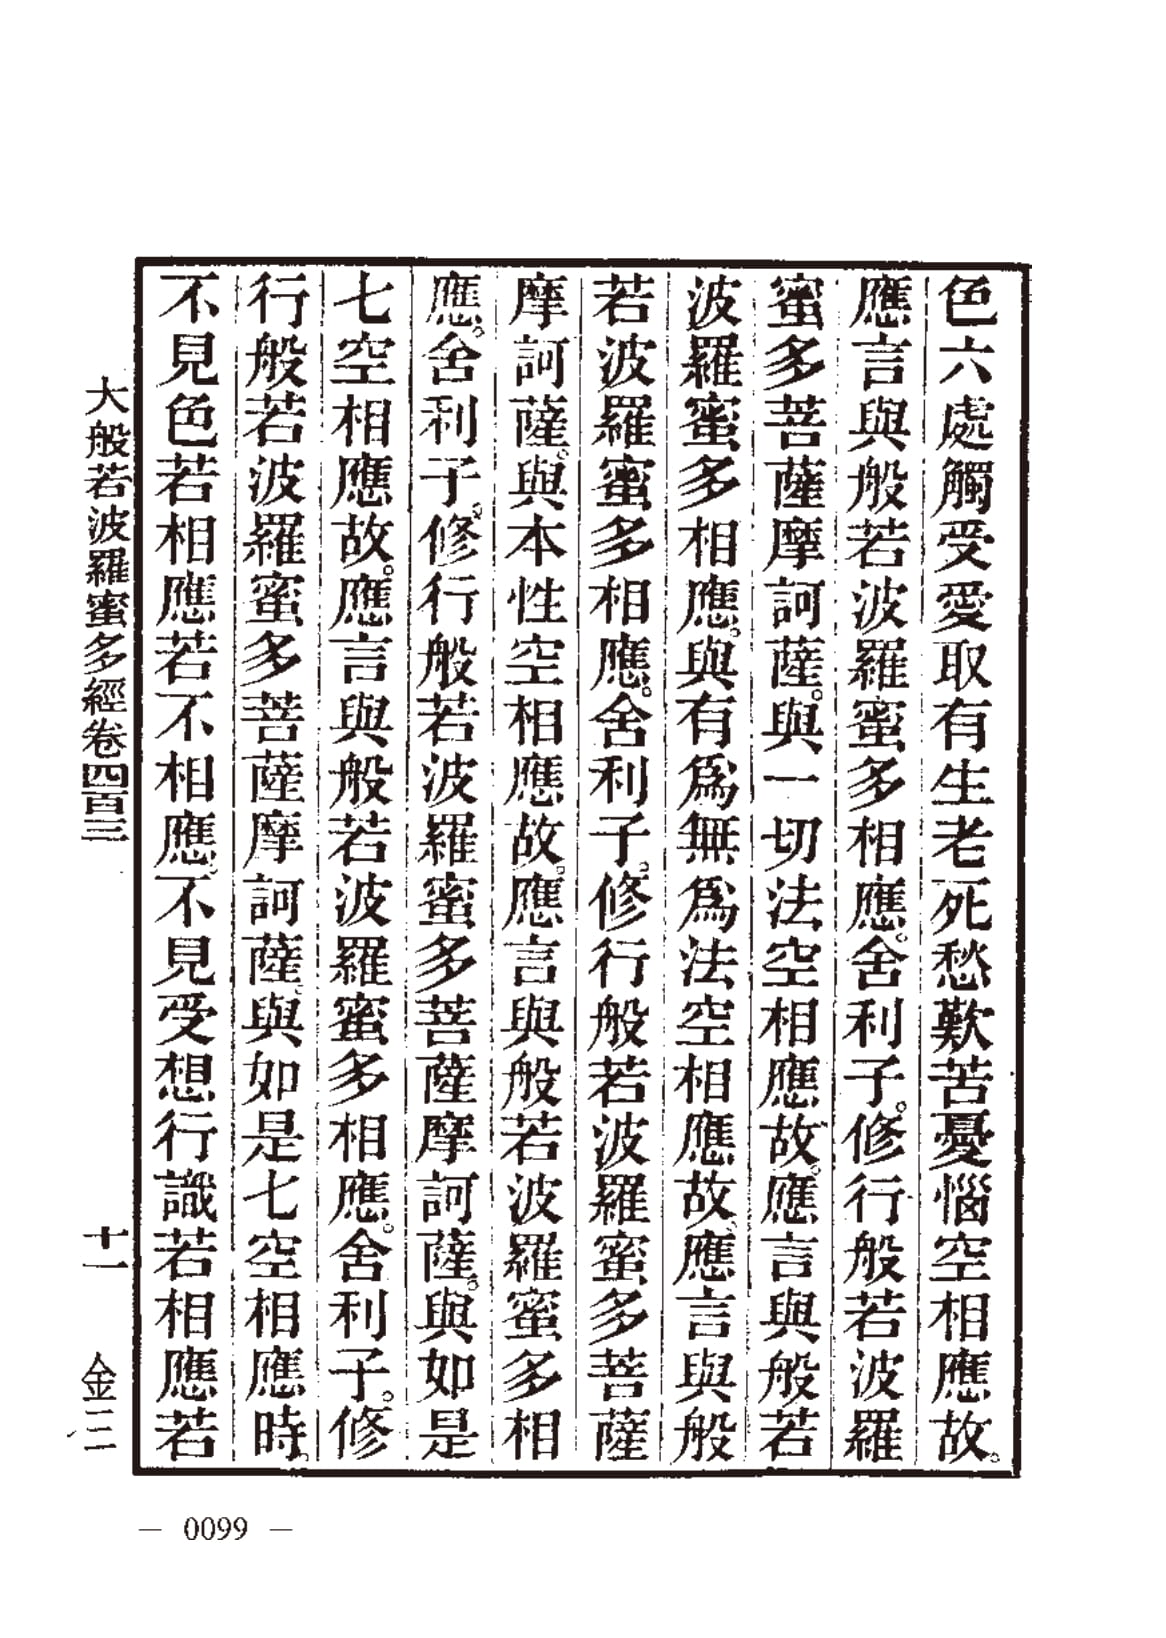 色六處觸受愛取有生老死愁歎苦憂惱空相應故。
應言與般若波羅蜜多相應。舍利子。修行般若波羅
蜜多菩薩摩訶薩。與一切法空相應故。應言與般若
波羅蜜多相應。與有爲無爲法空相應故。應言與般
若波羅蜜多相應。舍利子。修行般若波羅蜜多菩薩
摩訶薩。與本性空相應故。應言與般若波羅蜜多相
應。舍利子。修行般若波羅蜜多菩薩摩訶薩。與如是
七空相應故。應言與般若波羅蜜多相應。舍利子。修
行般若波羅蜜多菩薩摩訶薩、與如是七空相應時。
不見色若相應若不相應。不見受想行識若相應若
大般若波羅蜜多經卷四百三 十一 金三
— 0099 —